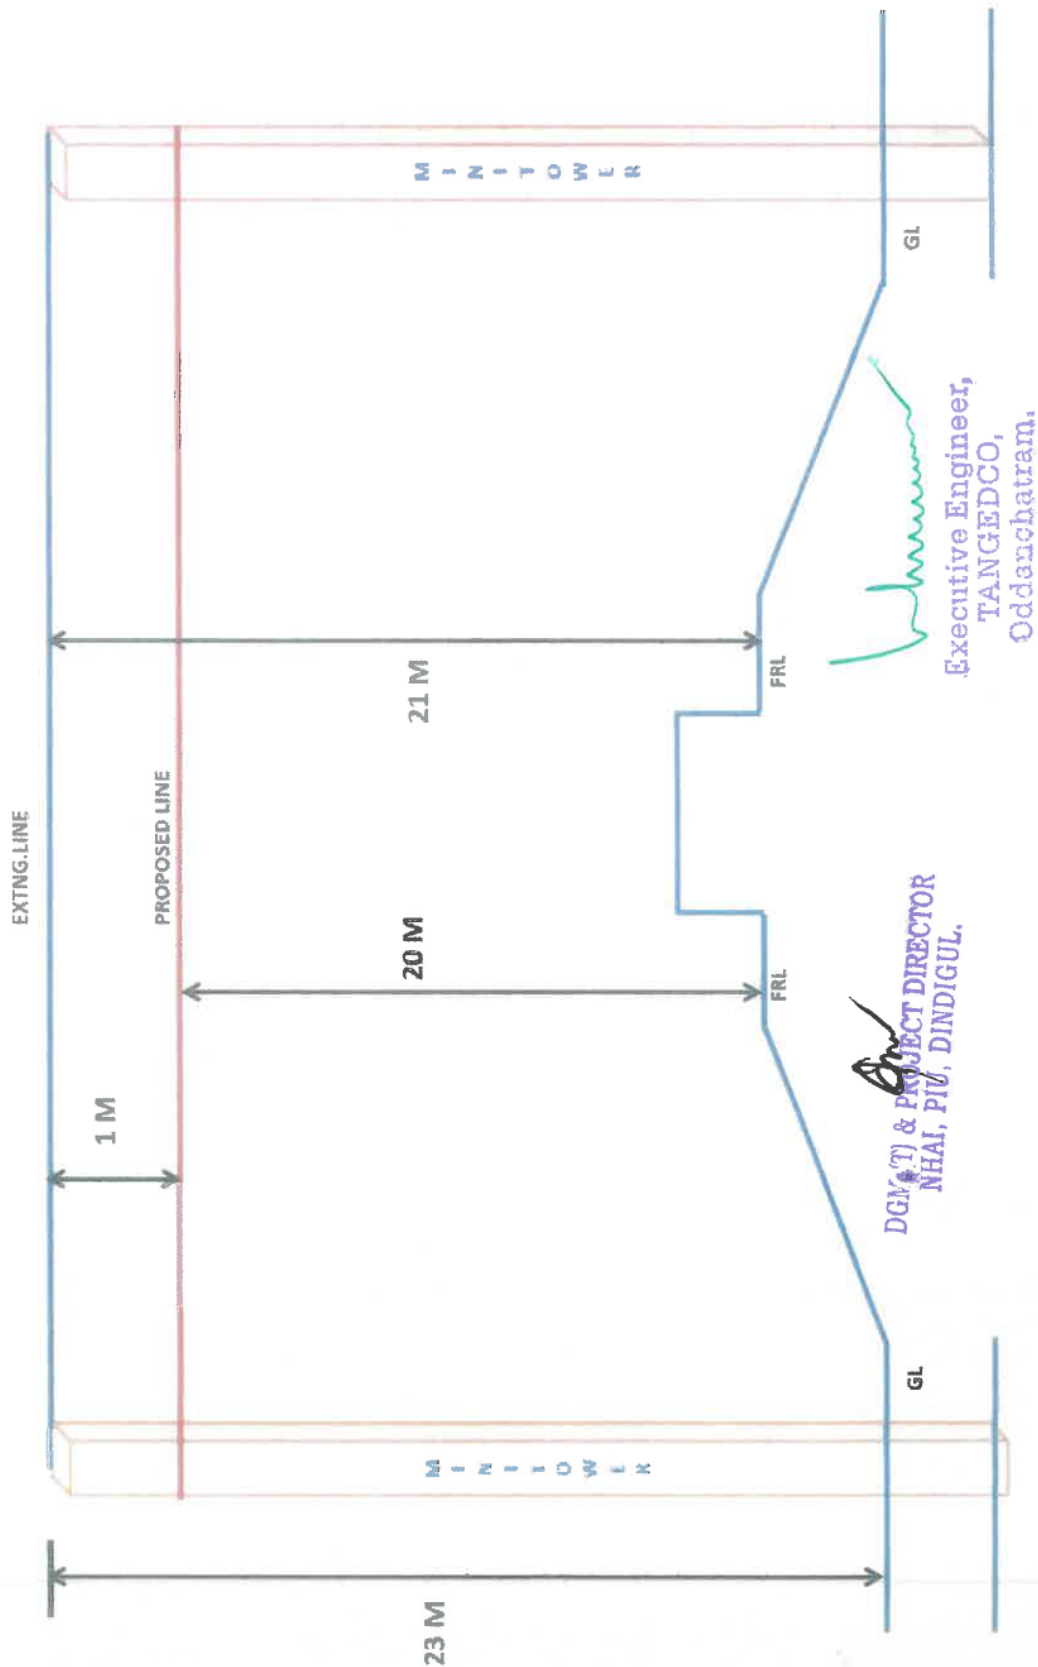 EXTNG.LINE
PROPOSED LINE
1 M
20 M
21 M
23 M
MINITOWER
MINITOWER
FRL
FRL
GL
GL
DGM(T) & PROJECT DIRECTOR
NHAI, PIU, DINDIGUL.
Executive Engineer,
TANGEDCO,
Oddanchatram.